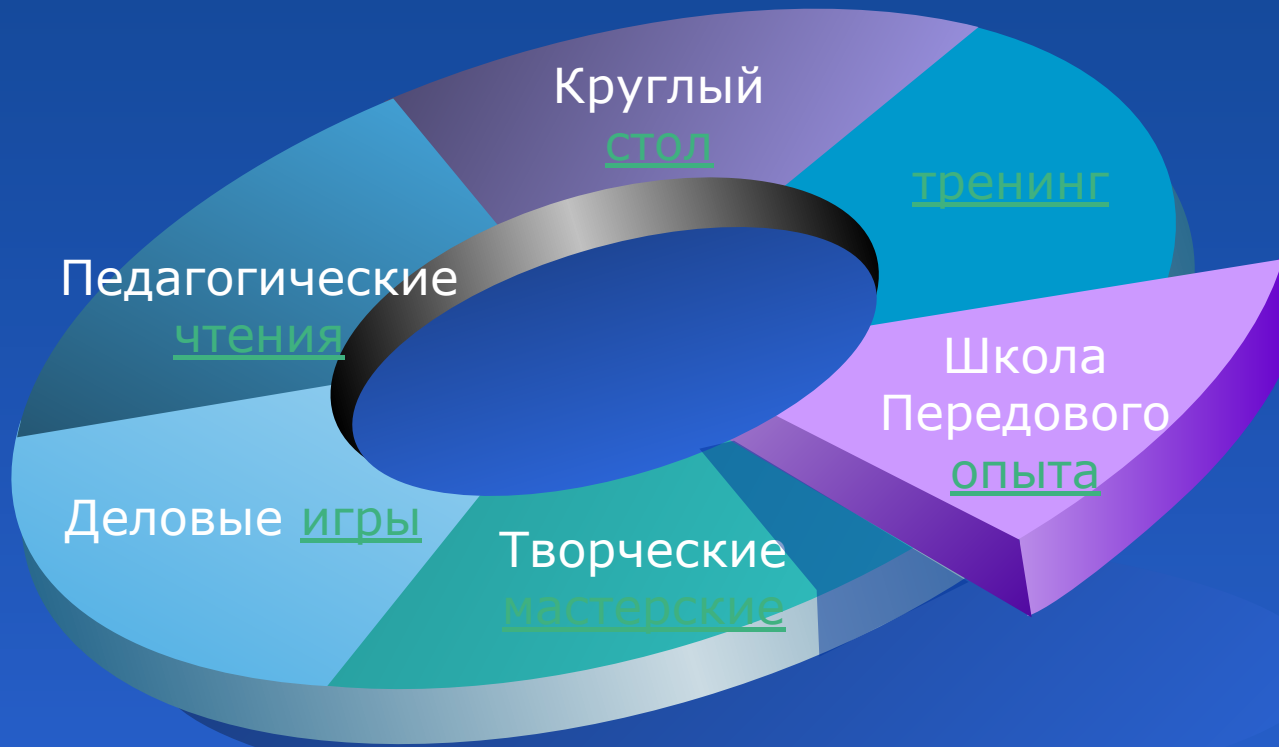 Круглый
стол
тренинг
Педагогические
чтения
Школа
Передового
опыта
Деловые игры
Творческие
мастерские